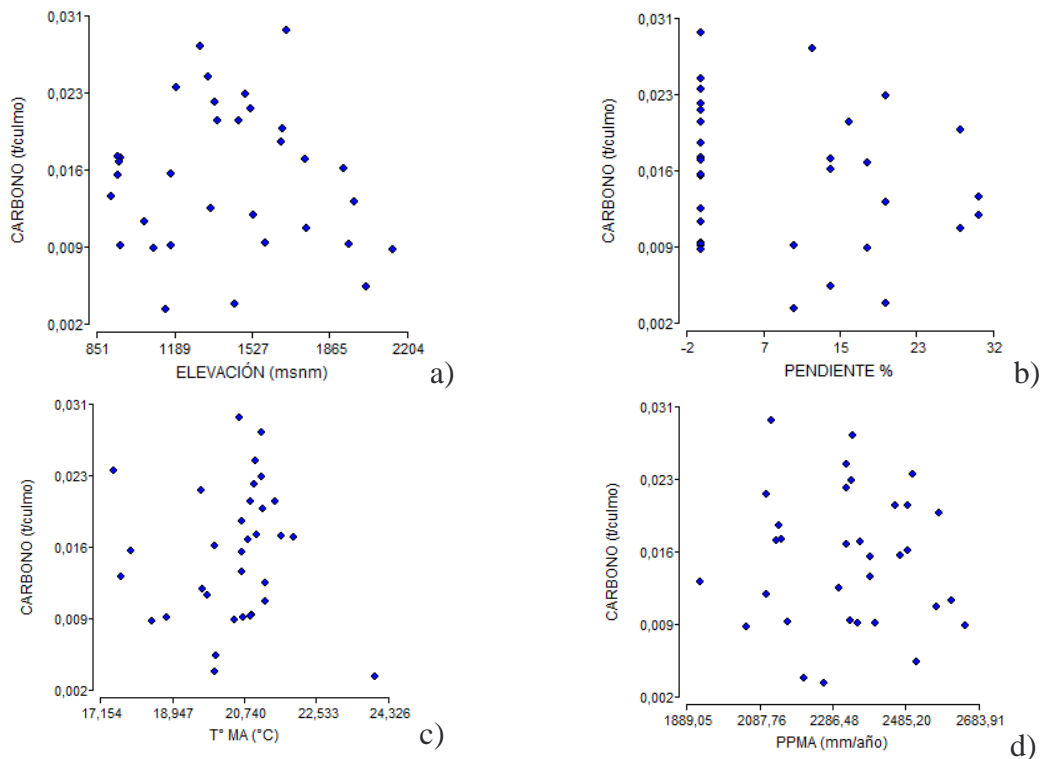 0,031
0,023
0,016
0,009
0,002
CARBONO (t/culmo)
851 1189 1527 1865 2204
ELEVACIÓN (msnm)
a)
0,031
0,023
0,016
0,009
0,002
CARBONO (t/culmo)
-2 7 15 23 32
PENDIENTE %
b)
0,031
0,023
0,016
0,009
0,002
CARBONO (t/culmo)
17,154 18,947 20,740 22,533 24,326
T° MA (°C)
c)
0,031
0,023
0,016
0,009
0,002
CARBONO (t/culmo)
1889,05 2087,76 2286,48 2485,20 2683,91
PPMA (mm/año)
d)